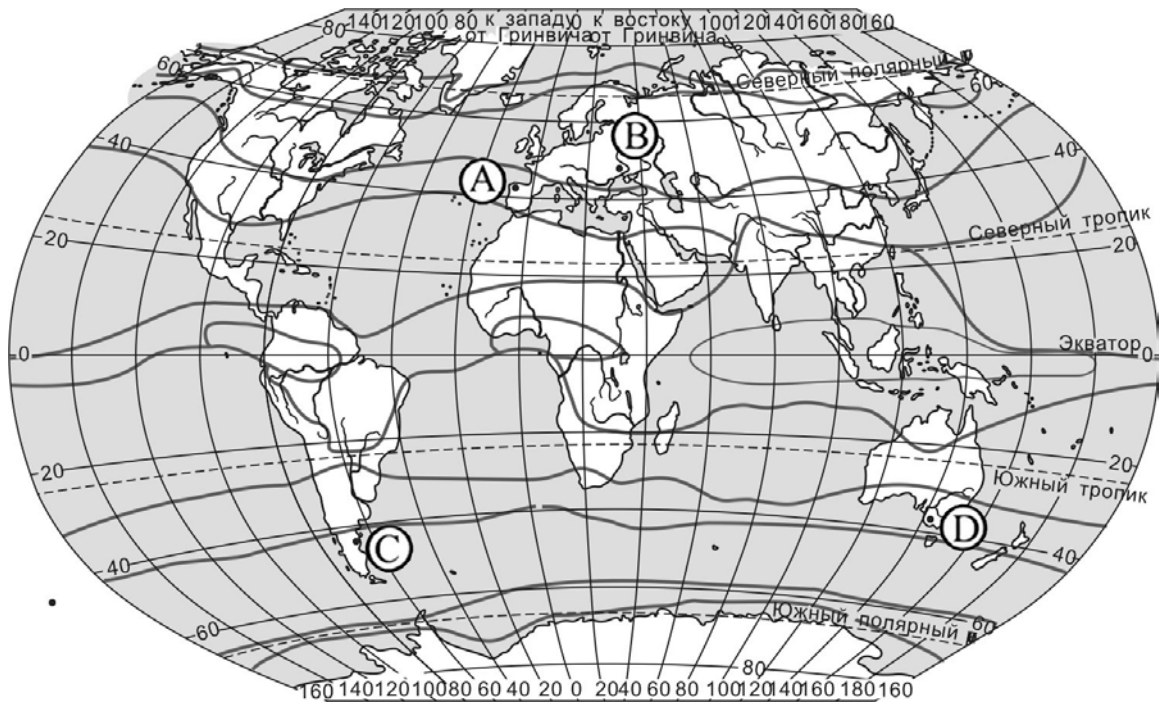 140 120 100 80 к западу 0 к востоку 100 120 140 160 180 160
80 от Гринвича от Гринвича
60 Северный полярный 60
B
40 40
A
Северный тропик
20 20
Экватор
0 0
20 20
Южный тропик
C D
40 40
60 Южный полярный 60
80
160 140 120 100 80 60 40 20 0 20 40 60 80 100 120 140 160 180 160